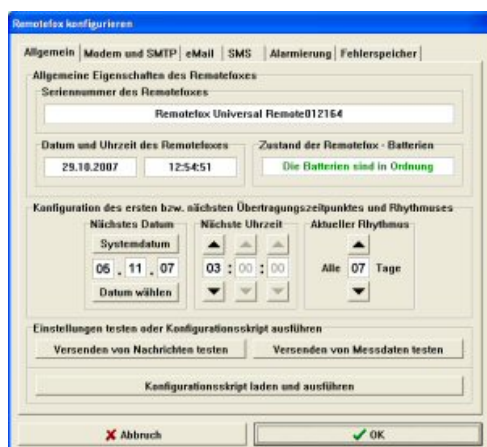 Remotefox konfigurieren
Allgemein Modem und SMTP eMail SMS Alarmierung Fehlerspeicher
Allgemeine Eigenschaften des Remotefoxes
Seriennummer des Remotefoxes
Remotefox Universal Remote012164
Datum und Uhrzeit des Remotefoxes Zustand der Remotefox - Batterien
29.10.2007 12:54:51 Die Batterien sind in Ordnung
Konfiguration des ersten bzw. nächsten Übertragungszeitpunktes und Rhythmuses
Nächstes Datum Nächste Uhrzeit Aktueller Rhythmus
Systemdatum
05 . 11 . 07 03 : 00 : 00 Alle 07 Tage
Datum wählen
Einstellungen testen oder Konfigurationsskript ausführen
Versenden von Nachrichten testen Versenden von Messdaten testen
Konfigurationsskript laden und ausführen
Abbruch OK